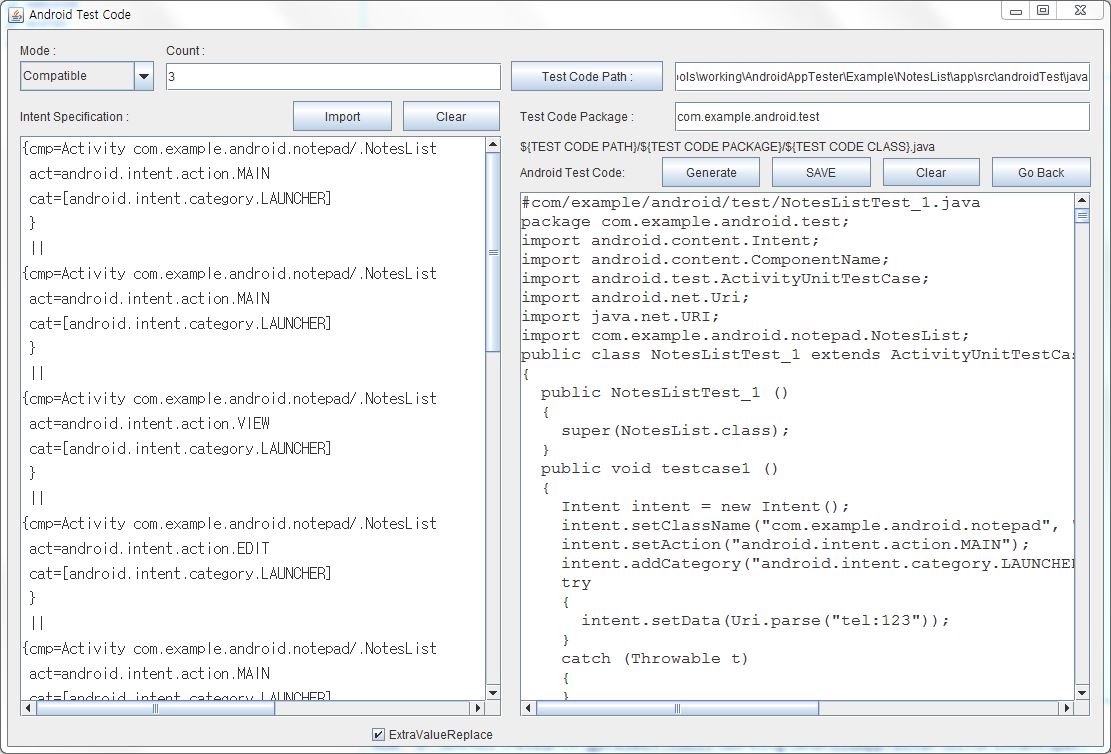 Android Test Code
Mode :
Count :
Compatible
3
Test Code Path :
ols\working\AndroidAppTester\Example\NotesList\app\src\androidTest\java
Intent Specification :
Import
Clear
Test Code Package :
com.example.android.test
${TEST CODE PATH}/${TEST CODE PACKAGE}/${TEST CODE CLASS}.java
Android Test Code:
Generate
SAVE
Clear
Go Back
{cmp=Activity com.example.android.notepad/.NotesList
act=android.intent.action.MAIN
cat=[android.intent.category.LAUNCHER]
}
||
{cmp=Activity com.example.android.notepad/.NotesList
act=android.intent.action.MAIN
cat=[android.intent.category.LAUNCHER]
}
||
{cmp=Activity com.example.android.notepad/.NotesList
act=android.intent.action.VIEW
cat=[android.intent.category.LAUNCHER]
}
||
{cmp=Activity com.example.android.notepad/.NotesList
act=android.intent.action.EDIT
cat=[android.intent.category.LAUNCHER]
}
||
{cmp=Activity com.example.android.notepad/.NotesList
act=android.intent.action.MAIN
cat=[android.intent.category.LAUNCHER]
#com/example/android/test/NotesListTest_1.java
package com.example.android.test;
import android.content.Intent;
import android.content.ComponentName;
import android.test.ActivityUnitTestCase;
import android.net.Uri;
import java.net.URI;
import com.example.android.notepad.NotesList;
public class NotesListTest_1 extends ActivityUnitTestCa
{
public NotesListTest_1 ()
{
super(NotesList.class);
}
public void testcase1 ()
{
Intent intent = new Intent();
intent.setClassName("com.example.android.notepad", "
intent.setAction("android.intent.action.MAIN");
intent.addCategory("android.intent.category.LAUNCHE
try
{
intent.setData(Uri.parse("tel:123"));
}
catch (Throwable t)
{
}
ExtraValueReplace